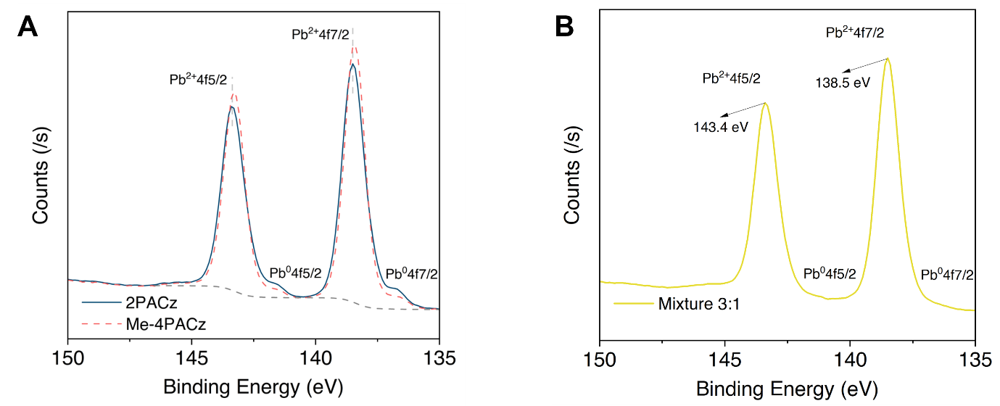 A
Pb²⁺4f7/2
Pb²⁺4f5/2
Pb⁰4f5/2
Pb⁰4f7/2
2PACz
Me-4PACz
Counts (/s)
150
145
140
135
Binding Energy (eV)
B
Pb²⁺4f7/2
138.5 eV
Pb²⁺4f5/2
143.4 eV
Pb⁰4f5/2
Pb⁰4f7/2
Mixture 3:1
Counts (/s)
150
145
140
135
Binding Energy (eV)